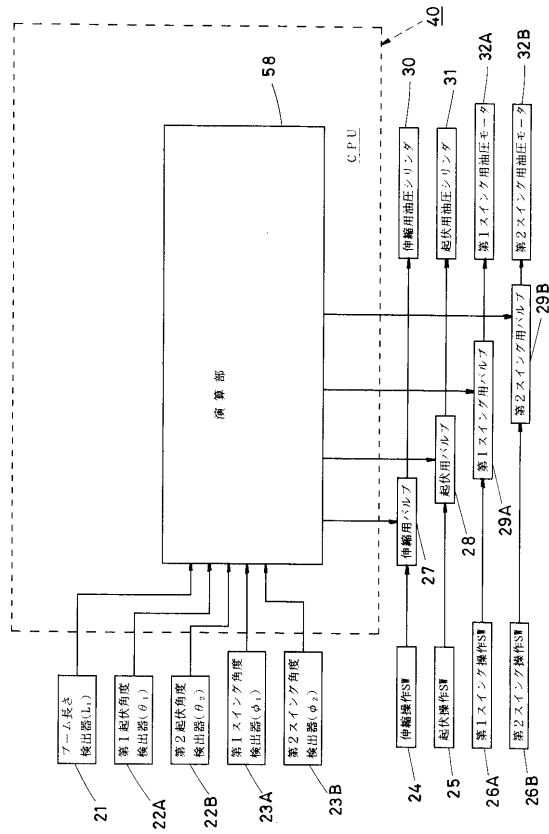 40
CPU
58
演算部
ブーム長さ
検出器(L₁)
21
第1起伏角度
検出器(θ₁)
22A
第2起伏角度
検出器(θ₂)
22B
第1スイング角度
検出器(φ₁)
23A
第2スイング角度
検出器(φ₂)
23B
伸縮操作SW
24
伸縮用バルブ
27
伸縮用油圧シリンダ
30
起伏操作SW
25
起伏用バルブ
28
起伏用油圧シリンダ
31
第1スイング操作SW
26A
第1スイング用バルブ
29A
第1スイング用油圧モータ
32A
第2スイング操作SW
26B
第2スイング用バルブ
29B
第2スイング用油圧モータ
32B